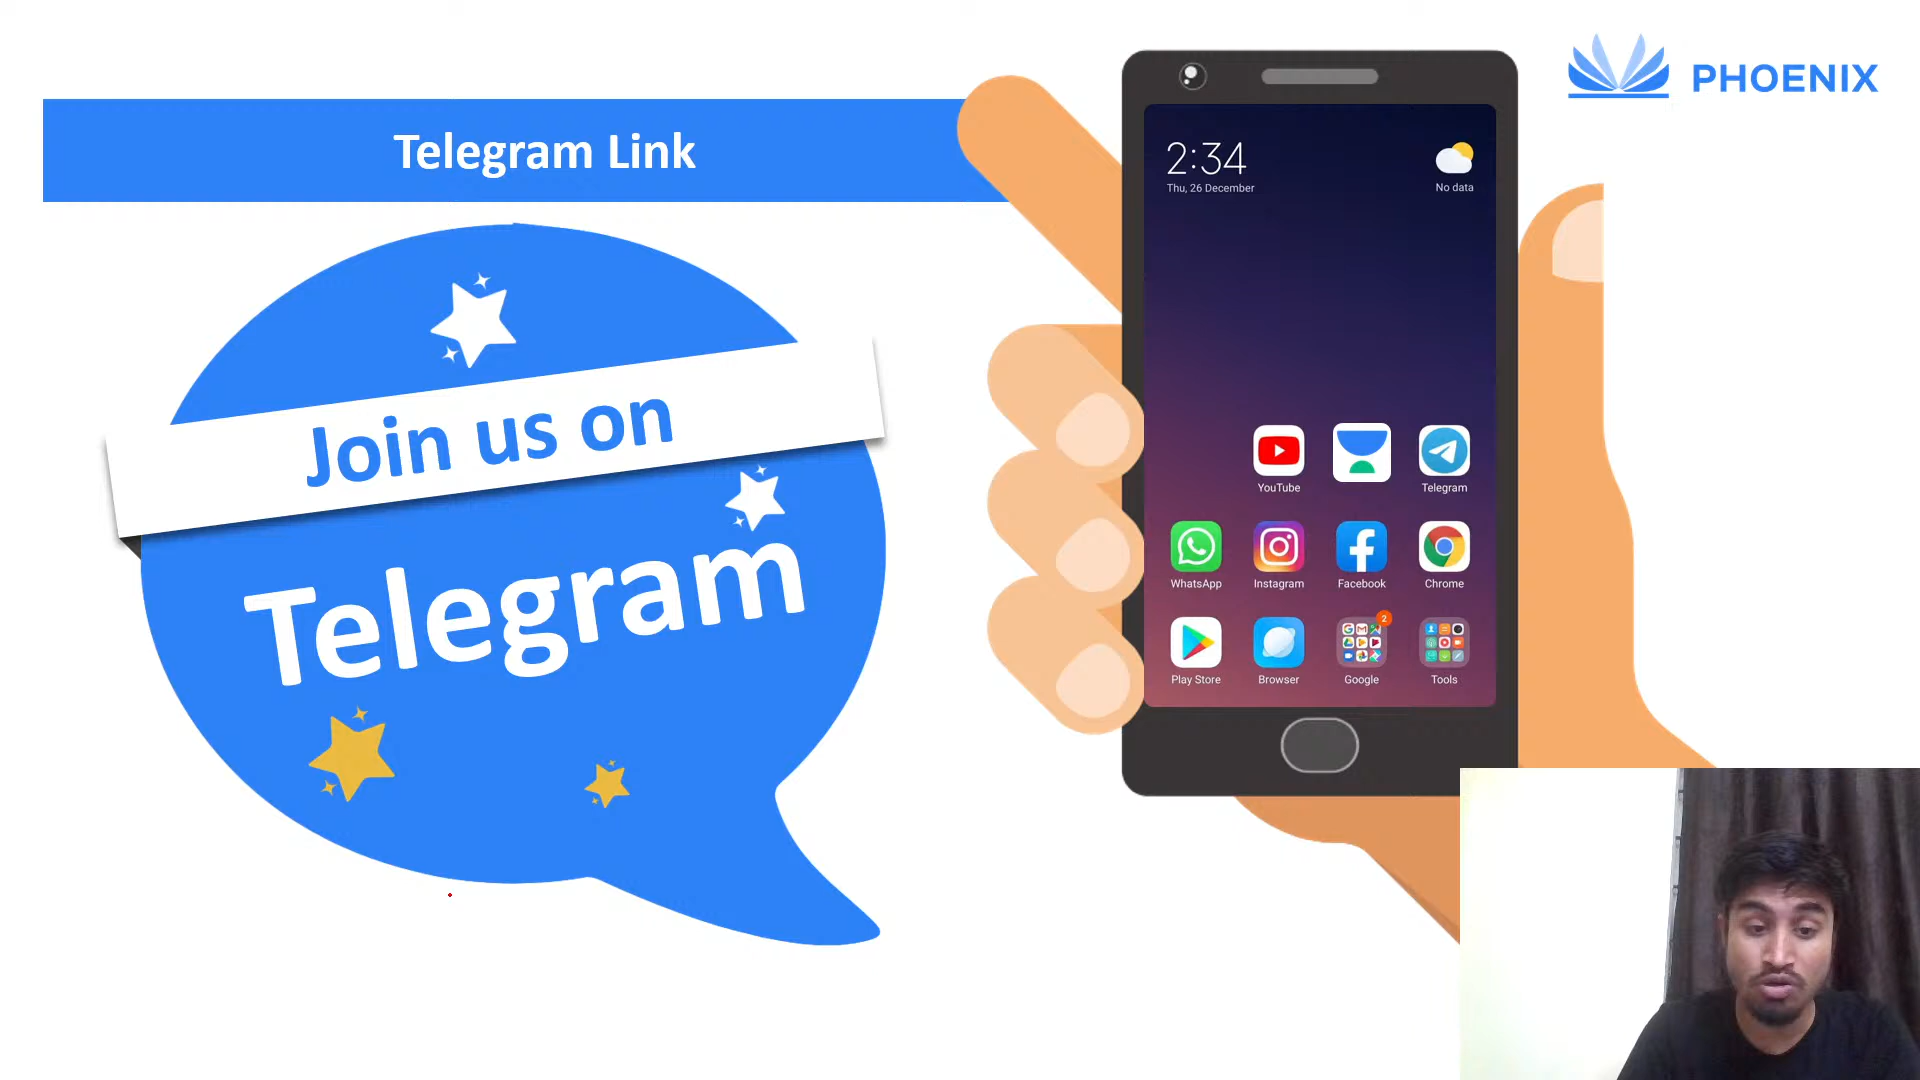 PHOENIX
Telegram Link
Join us on
Telegram
2:34
Thu, 26 December
No data
YouTube
Telegram
WhatsApp
Instagram
Facebook
Chrome
2
Play Store
Browser
Google
Tools